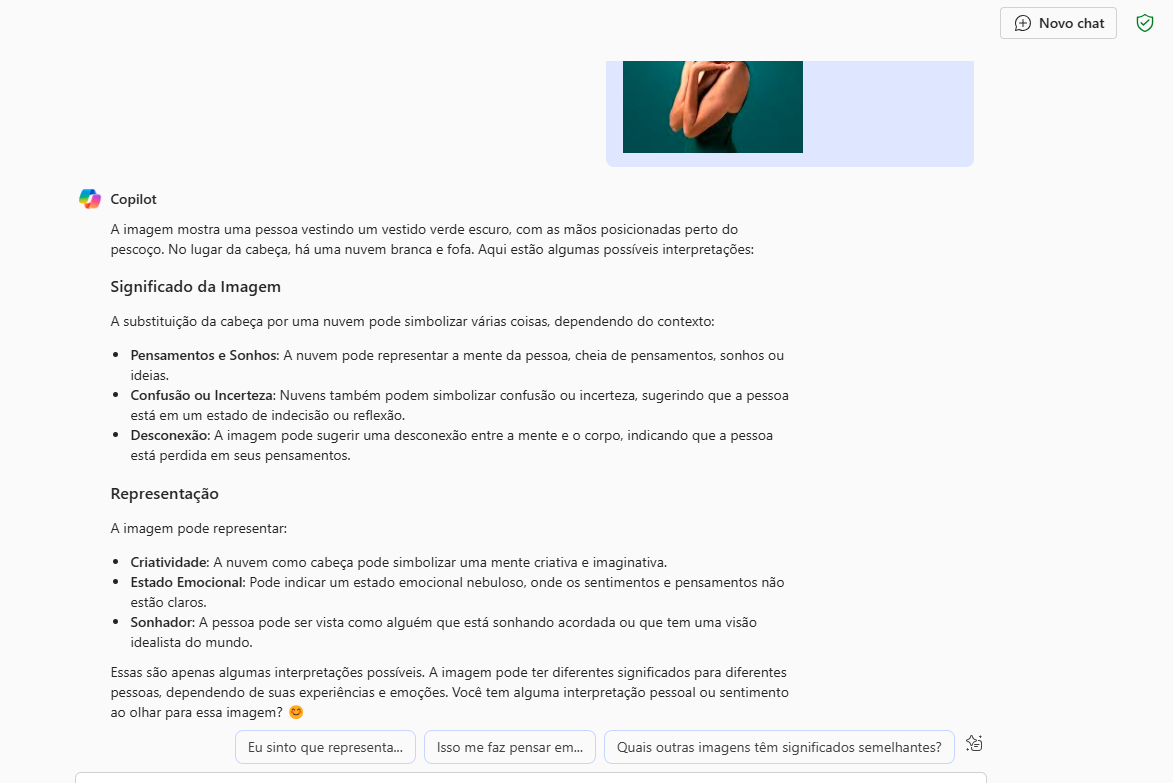 Novo chat
Copilot
A imagem mostra uma pessoa vestindo um vestido verde escuro, com as mãos posicionadas perto do
pescoço. No lugar da cabeça, há uma nuvem branca e fofa. Aqui estão algumas possíveis interpretações:
Significado da Imagem
A substituição da cabeça por uma nuvem pode simbolizar várias coisas, dependendo do contexto:
• Pensamentos e Sonhos: A nuvem pode representar a mente da pessoa, cheia de pensamentos, sonhos ou
ideias.
• Confusão ou Incerteza: Nuvens também podem simbolizar confusão ou incerteza, sugerindo que a pessoa
está em um estado de indecisão ou reflexão.
• Desconexão: A imagem pode sugerir uma desconexão entre a mente e o corpo, indicando que a pessoa
está perdida em seus pensamentos.
Representação
A imagem pode representar:
• Criatividade: A nuvem como cabeça pode simbolizar uma mente criativa e imaginativa.
• Estado Emocional: Pode indicar um estado emocional nebuloso, onde os sentimentos e pensamentos não
estão claros.
• Sonhador: A pessoa pode ser vista como alguém que está sonhando acordada ou que tem uma visão
idealista do mundo.
Essas são apenas algumas interpretações possíveis. A imagem pode ter diferentes significados para diferentes
pessoas, dependendo de suas experiências e emoções. Você tem alguma interpretação pessoal ou sentimento
ao olhar para essa imagem? 😊
Eu sinto que representa...
Isso me faz pensar em...
Quais outras imagens têm significados semelhantes?